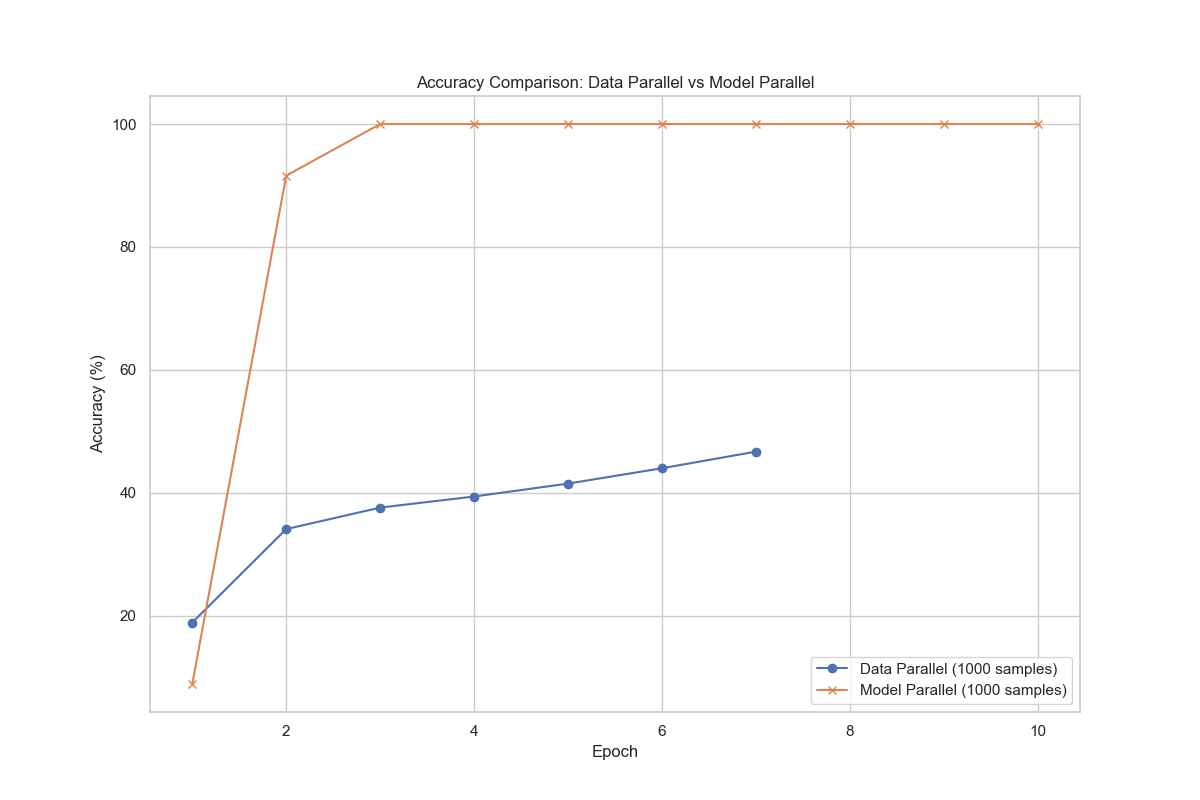 Accuracy Comparison: Data Parallel vs Model Parallel
100
80
60
40
20
Accuracy (%)
2
4
6
8
10
Epoch
Data Parallel (1000 samples)
Model Parallel (1000 samples)